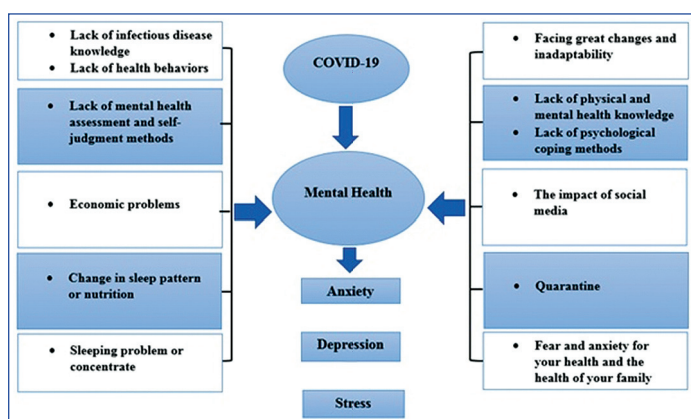 • Lack of infectious disease
knowledge
• Lack of health behaviors
• Lack of mental health
assessment and self-
judgment methods
• Economic problems
• Change in sleep pattern
or nutrition
• Sleeping problem or
concentrate
COVID-19
Mental Health
Anxiety
Depression
Stress
• Facing great changes and
inadaptability
• Lack of physical and
mental health knowledge
• Lack of psychological
coping methods
• The impact of social
media
• Quarantine
• Fear and anxiety for
your health and the
health of your family